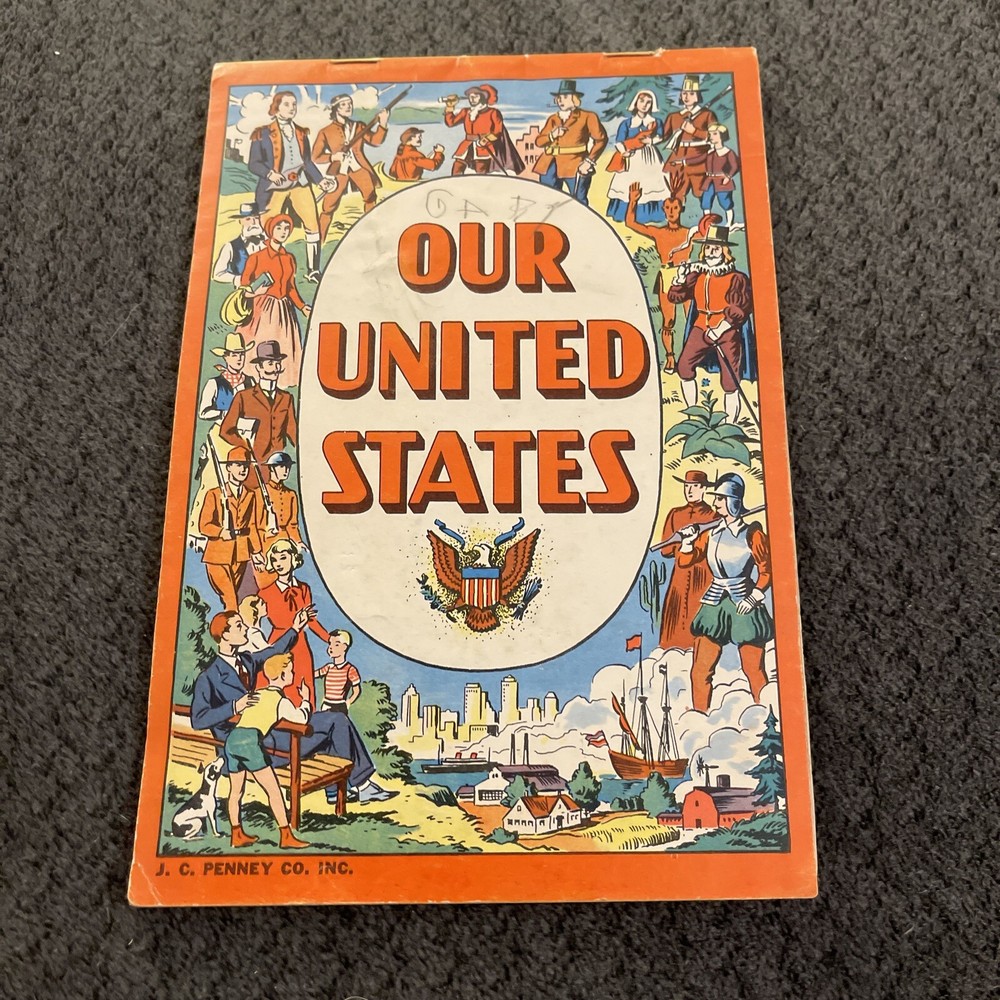 OUR
UNITED
STATES
J. C. PENNEY CO. INC.